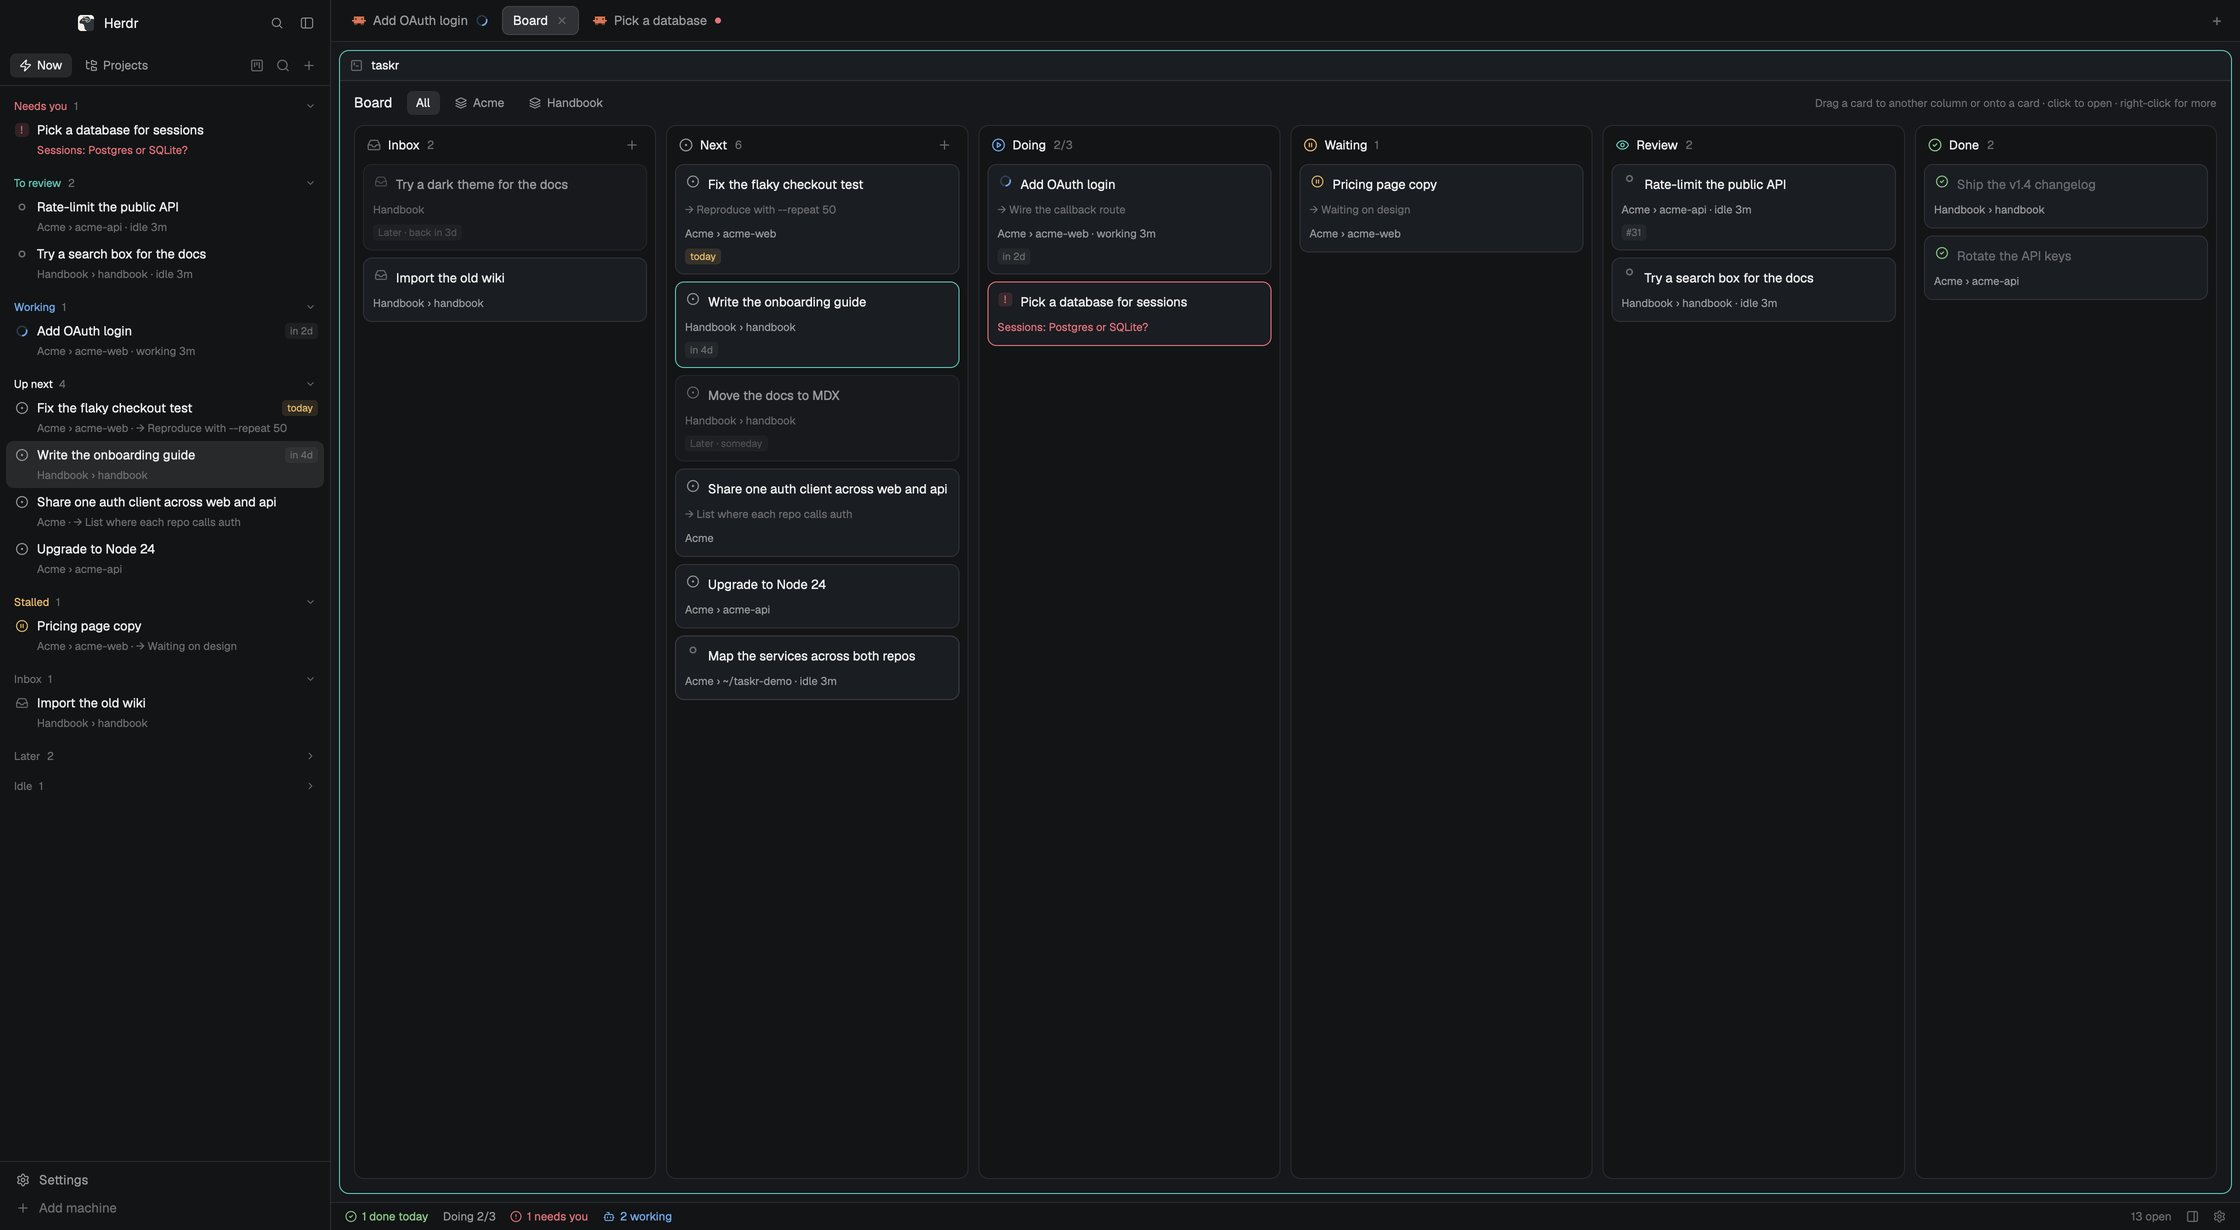 Herdr
Now
Projects
Needs you 1
Pick a database for sessions
Sessions: Postgres or SQLite?
To review 2
Rate-limit the public API
Acme › acme-api · idle 3m
Try a search box for the docs
Handbook › handbook · idle 3m
Working 1
Add OAuth login in 2d
Acme › acme-web · working 3m
Up next 4
Fix the flaky checkout test today
Acme › acme-web · → Reproduce with --repeat 50
Write the onboarding guide in 4d
Handbook › handbook
Share one auth client across web and api
Acme · → List where each repo calls auth
Upgrade to Node 24
Acme › acme-api
Stalled 1
Pricing page copy
Acme › acme-web · → Waiting on design
Inbox 1
Import the old wiki
Handbook › handbook
Later 2
Idle 1
Settings
Add machine
Add OAuth login
Board
Pick a database
taskr
Board All Acme Handbook
Drag a card to another column or onto a card · click to open · right-click for more
Inbox 2
Try a dark theme for the docs
Handbook
Later · back in 3d
Import the old wiki
Handbook › handbook
Next 6
Fix the flaky checkout test
→ Reproduce with --repeat 50
Acme › acme-web
today
Write the onboarding guide
Handbook › handbook
in 4d
Move the docs to MDX
Handbook › handbook
Later · someday
Share one auth client across web and api
→ List where each repo calls auth
Acme
Upgrade to Node 24
Acme › acme-api
Map the services across both repos
Acme › ~/taskr-demo · idle 3m
Doing 2/3
Add OAuth login
→ Wire the callback route
Acme › acme-web · working 3m
in 2d
Pick a database for sessions
Sessions: Postgres or SQLite?
Waiting 1
Pricing page copy
→ Waiting on design
Acme › acme-web
Review 2
Rate-limit the public API
Acme › acme-api · idle 3m
#31
Try a search box for the docs
Handbook › handbook · idle 3m
Done 2
Ship the v1.4 changelog
Handbook › handbook
Rotate the API keys
Acme › acme-api
1 done today Doing 2/3 1 needs you 2 working
13 open